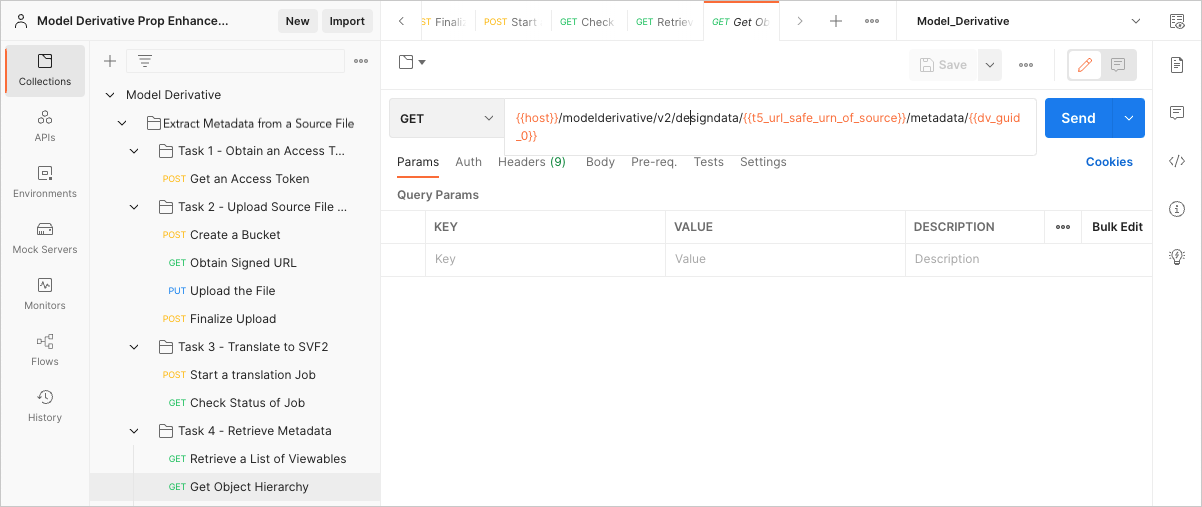 Model Derivative Prop Enhance...
New
Import
Collections
APIs
Environments
Mock Servers
Monitors
Flows
History
Model Derivative
Extract Metadata from a Source File
Task 1 - Obtain an Access T...
POST Get an Access Token
Task 2 - Upload Source File ...
POST Create a Bucket
GET Obtain Signed URL
PUT Upload the File
POST Finalize Upload
Task 3 - Translate to SVF2
POST Start a translation Job
GET Check Status of Job
Task 4 - Retrieve Metadata
GET Retrieve a List of Viewables
GET Get Object Hierarchy
ST Finaliz
POST Start
GET Check
GET Retriev
GET Get Ob
Model_Derivative
Save
GET
{{host}}/modelderivative/v2/designdata/{{t5_url_safe_urn_of_source}}/metadata/{{dv_guid
_0}}
Send
Params Auth Headers (9) Body Pre-req. Tests Settings
Cookies
Query Params
KEY VALUE DESCRIPTION Bulk Edit
Key Value Description